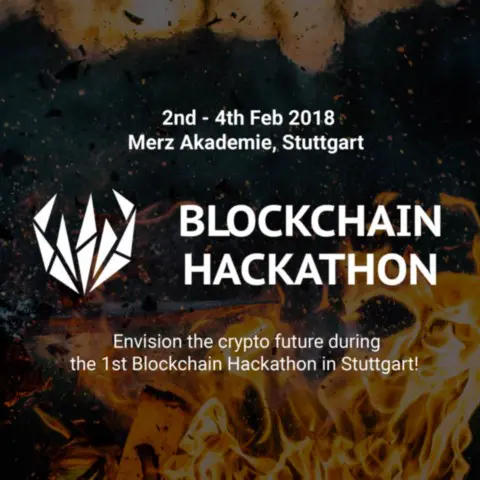 2nd - 4th Feb 2018
Merz Akademie, Stuttgart
BLOCKCHAIN
HACKATHON
Envision the crypto future during
the 1st Blockchain Hackathon in Stuttgart!